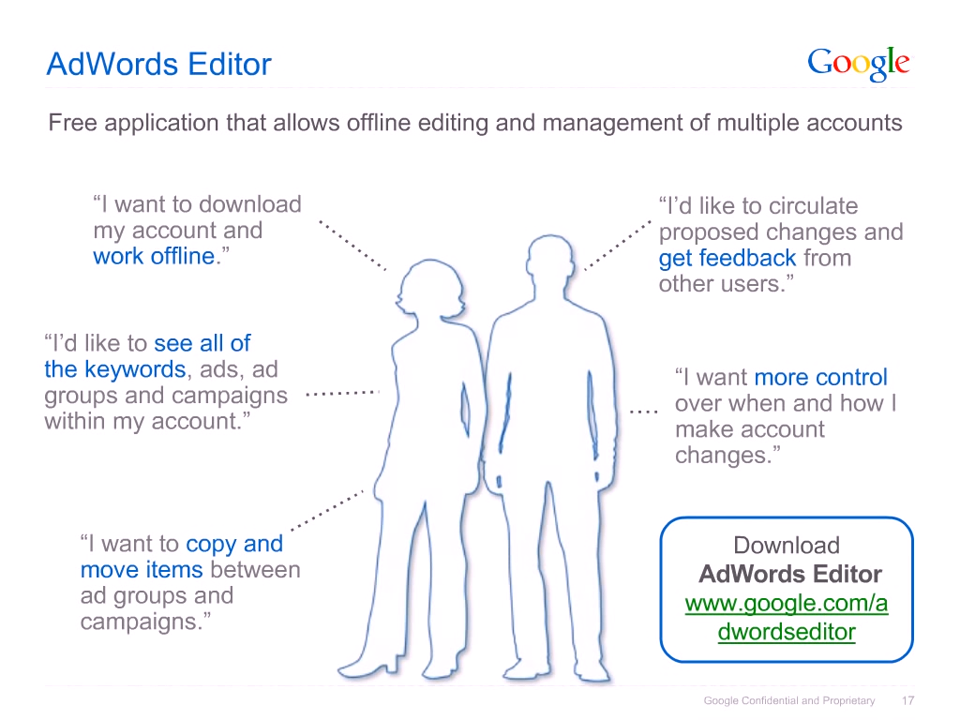 AdWords Editor
Google
Free application that allows offline editing and management of multiple accounts
“I want to download
my account and
work offline.”
“I’d like to see all of
the keywords, ads, ad
groups and campaigns
within my account.”
“I want to copy and
move items between
ad groups and
campaigns.”
“I’d like to circulate
proposed changes and
get feedback from
other users.”
“I want more control
over when and how I
make account
changes.”
Download
AdWords Editor
www.google.com/a
dwordseditor
Google Confidential and Proprietary 17